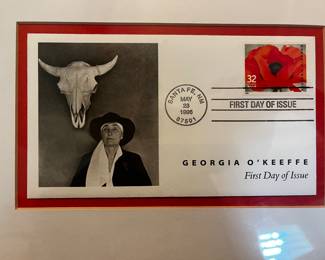 32
SANTA FE, NM
MAY
23
1996
87501
FIRST DAY OF ISSUE
GEORGIA O'KEEFFE
First Day of Issue